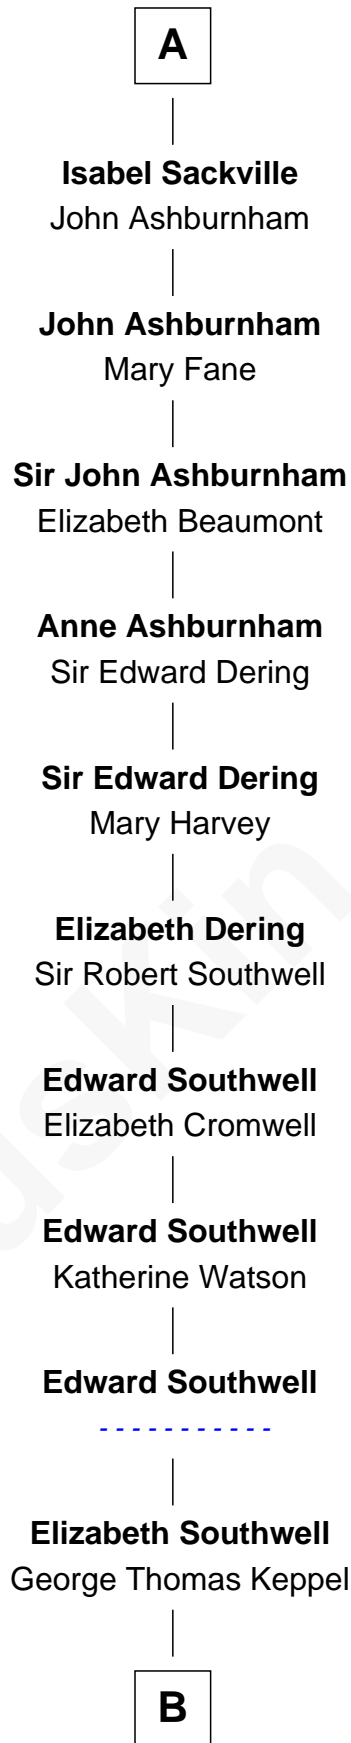 A
Isabel Sackville
John Ashburnham
John Ashburnham
Mary Fane
Sir John Ashburnham
Elizabeth Beaumont
Anne Ashburnham
Sir Edward Dering
Sir Edward Dering
Mary Harvey
Elizabeth Dering
Sir Robert Southwell
Edward Southwell
Elizabeth Cromwell
Edward Southwell
Katherine Watson
Edward Southwell
- - - - - - - - - - -
Elizabeth Southwell
George Thomas Keppel
B